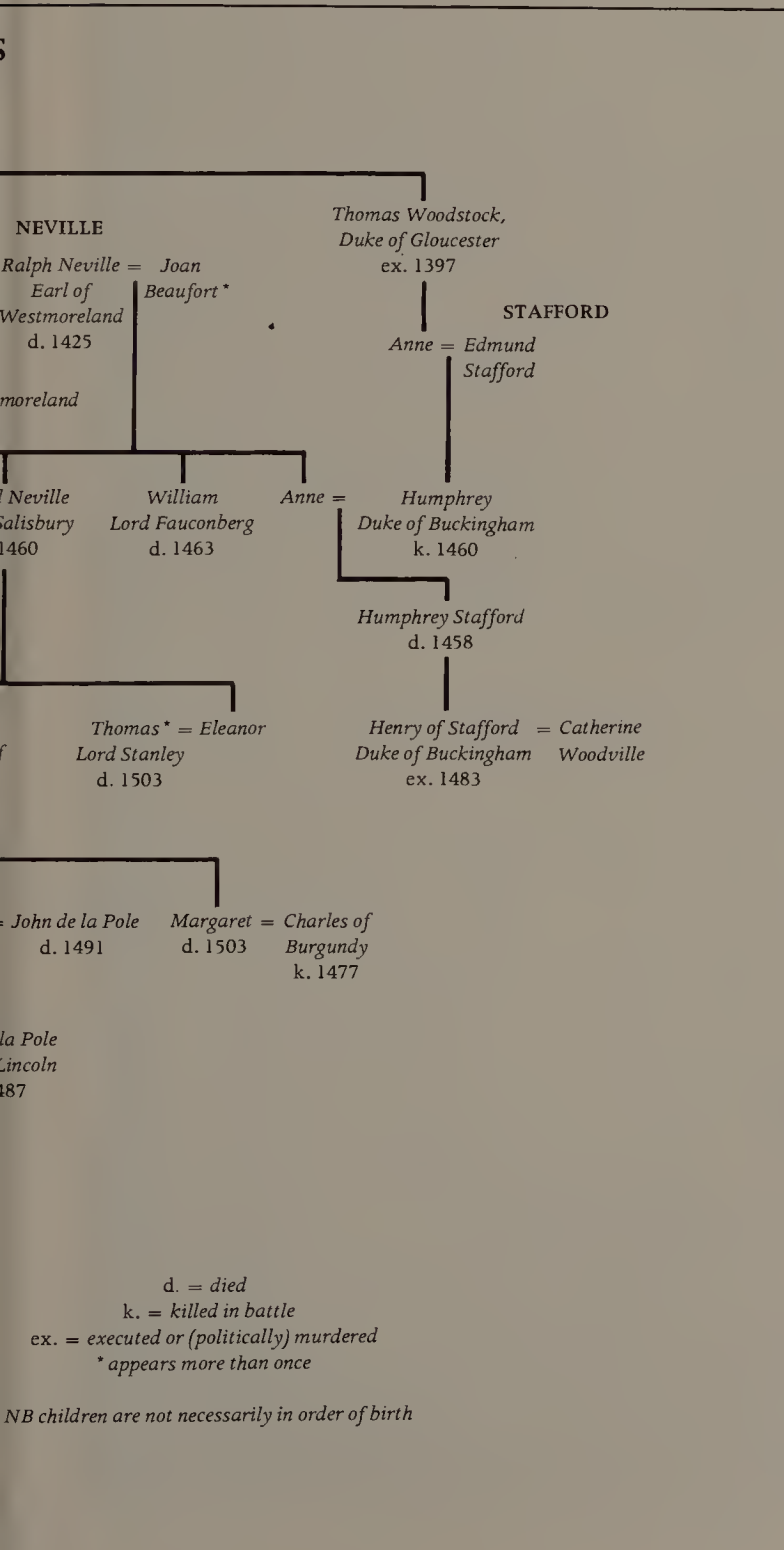 S
NEVILLE
Ralph Neville = Joan
Earl of Beaufort *
Westmoreland
d. 1425
moreland
Thomas Woodstock,
Duke of Gloucester
ex. 1397
STAFFORD
Anne = Edmund
Stafford
Neville
Salisbury
1460
William
Lord Fauconberg
d. 1463
Anne = Humphrey
Duke of Buckingham
k. 1460
Humphrey Stafford
d. 1458
f
Thomas * = Eleanor
Lord Stanley
d. 1503
Henry of Stafford = Catherine
Duke of Buckingham Woodville
ex. 1483
= John de la Pole
d. 1491
Margaret = Charles of
d. 1503 Burgundy
k. 1477
la Pole
Lincoln
487
d. = died
k. = killed in battle
ex. = executed or (politically) murdered
* appears more than once
NB children are not necessarily in order of birth